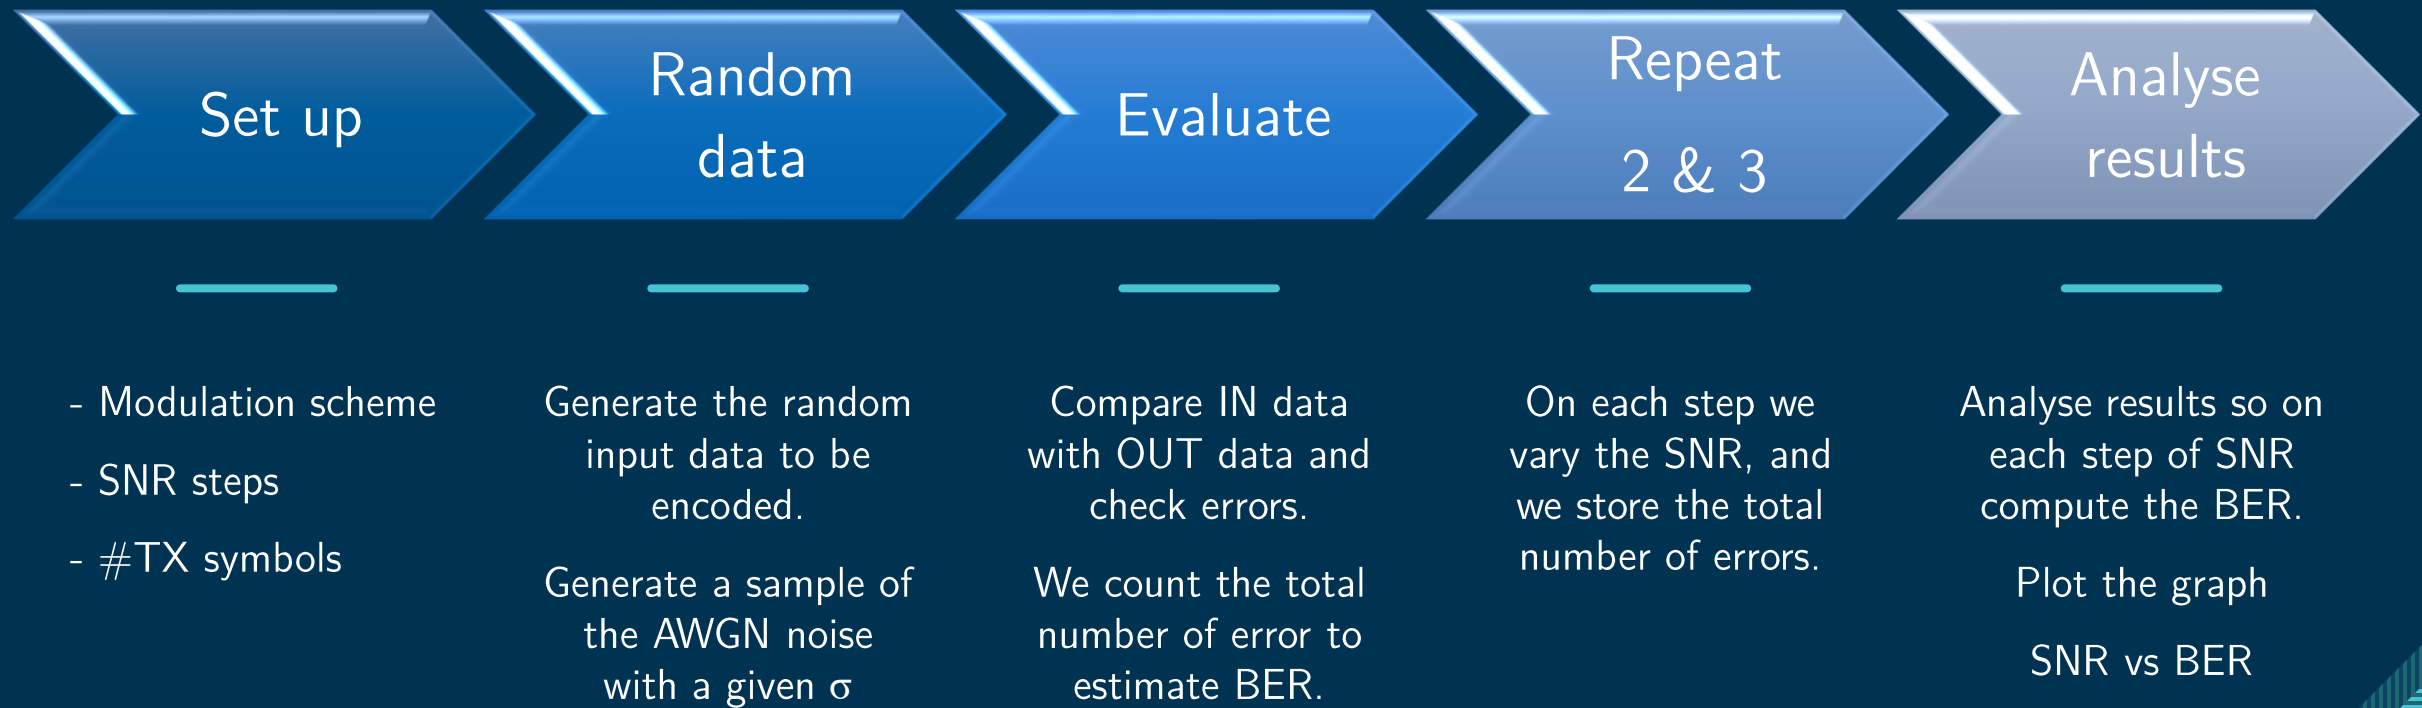 Set up
Random
data
Evaluate
Repeat
2 & 3
Analyse
results
- Modulation scheme
- SNR steps
- #TX symbols
Generate the random
input data to be
encoded.
Generate a sample of
the AWGN noise
with a given σ
Compare IN data
with OUT data and
check errors.
We count the total
number of error to
estimate BER.
On each step we
vary the SNR, and
we store the total
number of errors.
Analyse results so on
each step of SNR
compute the BER.
Plot the graph
SNR vs BER